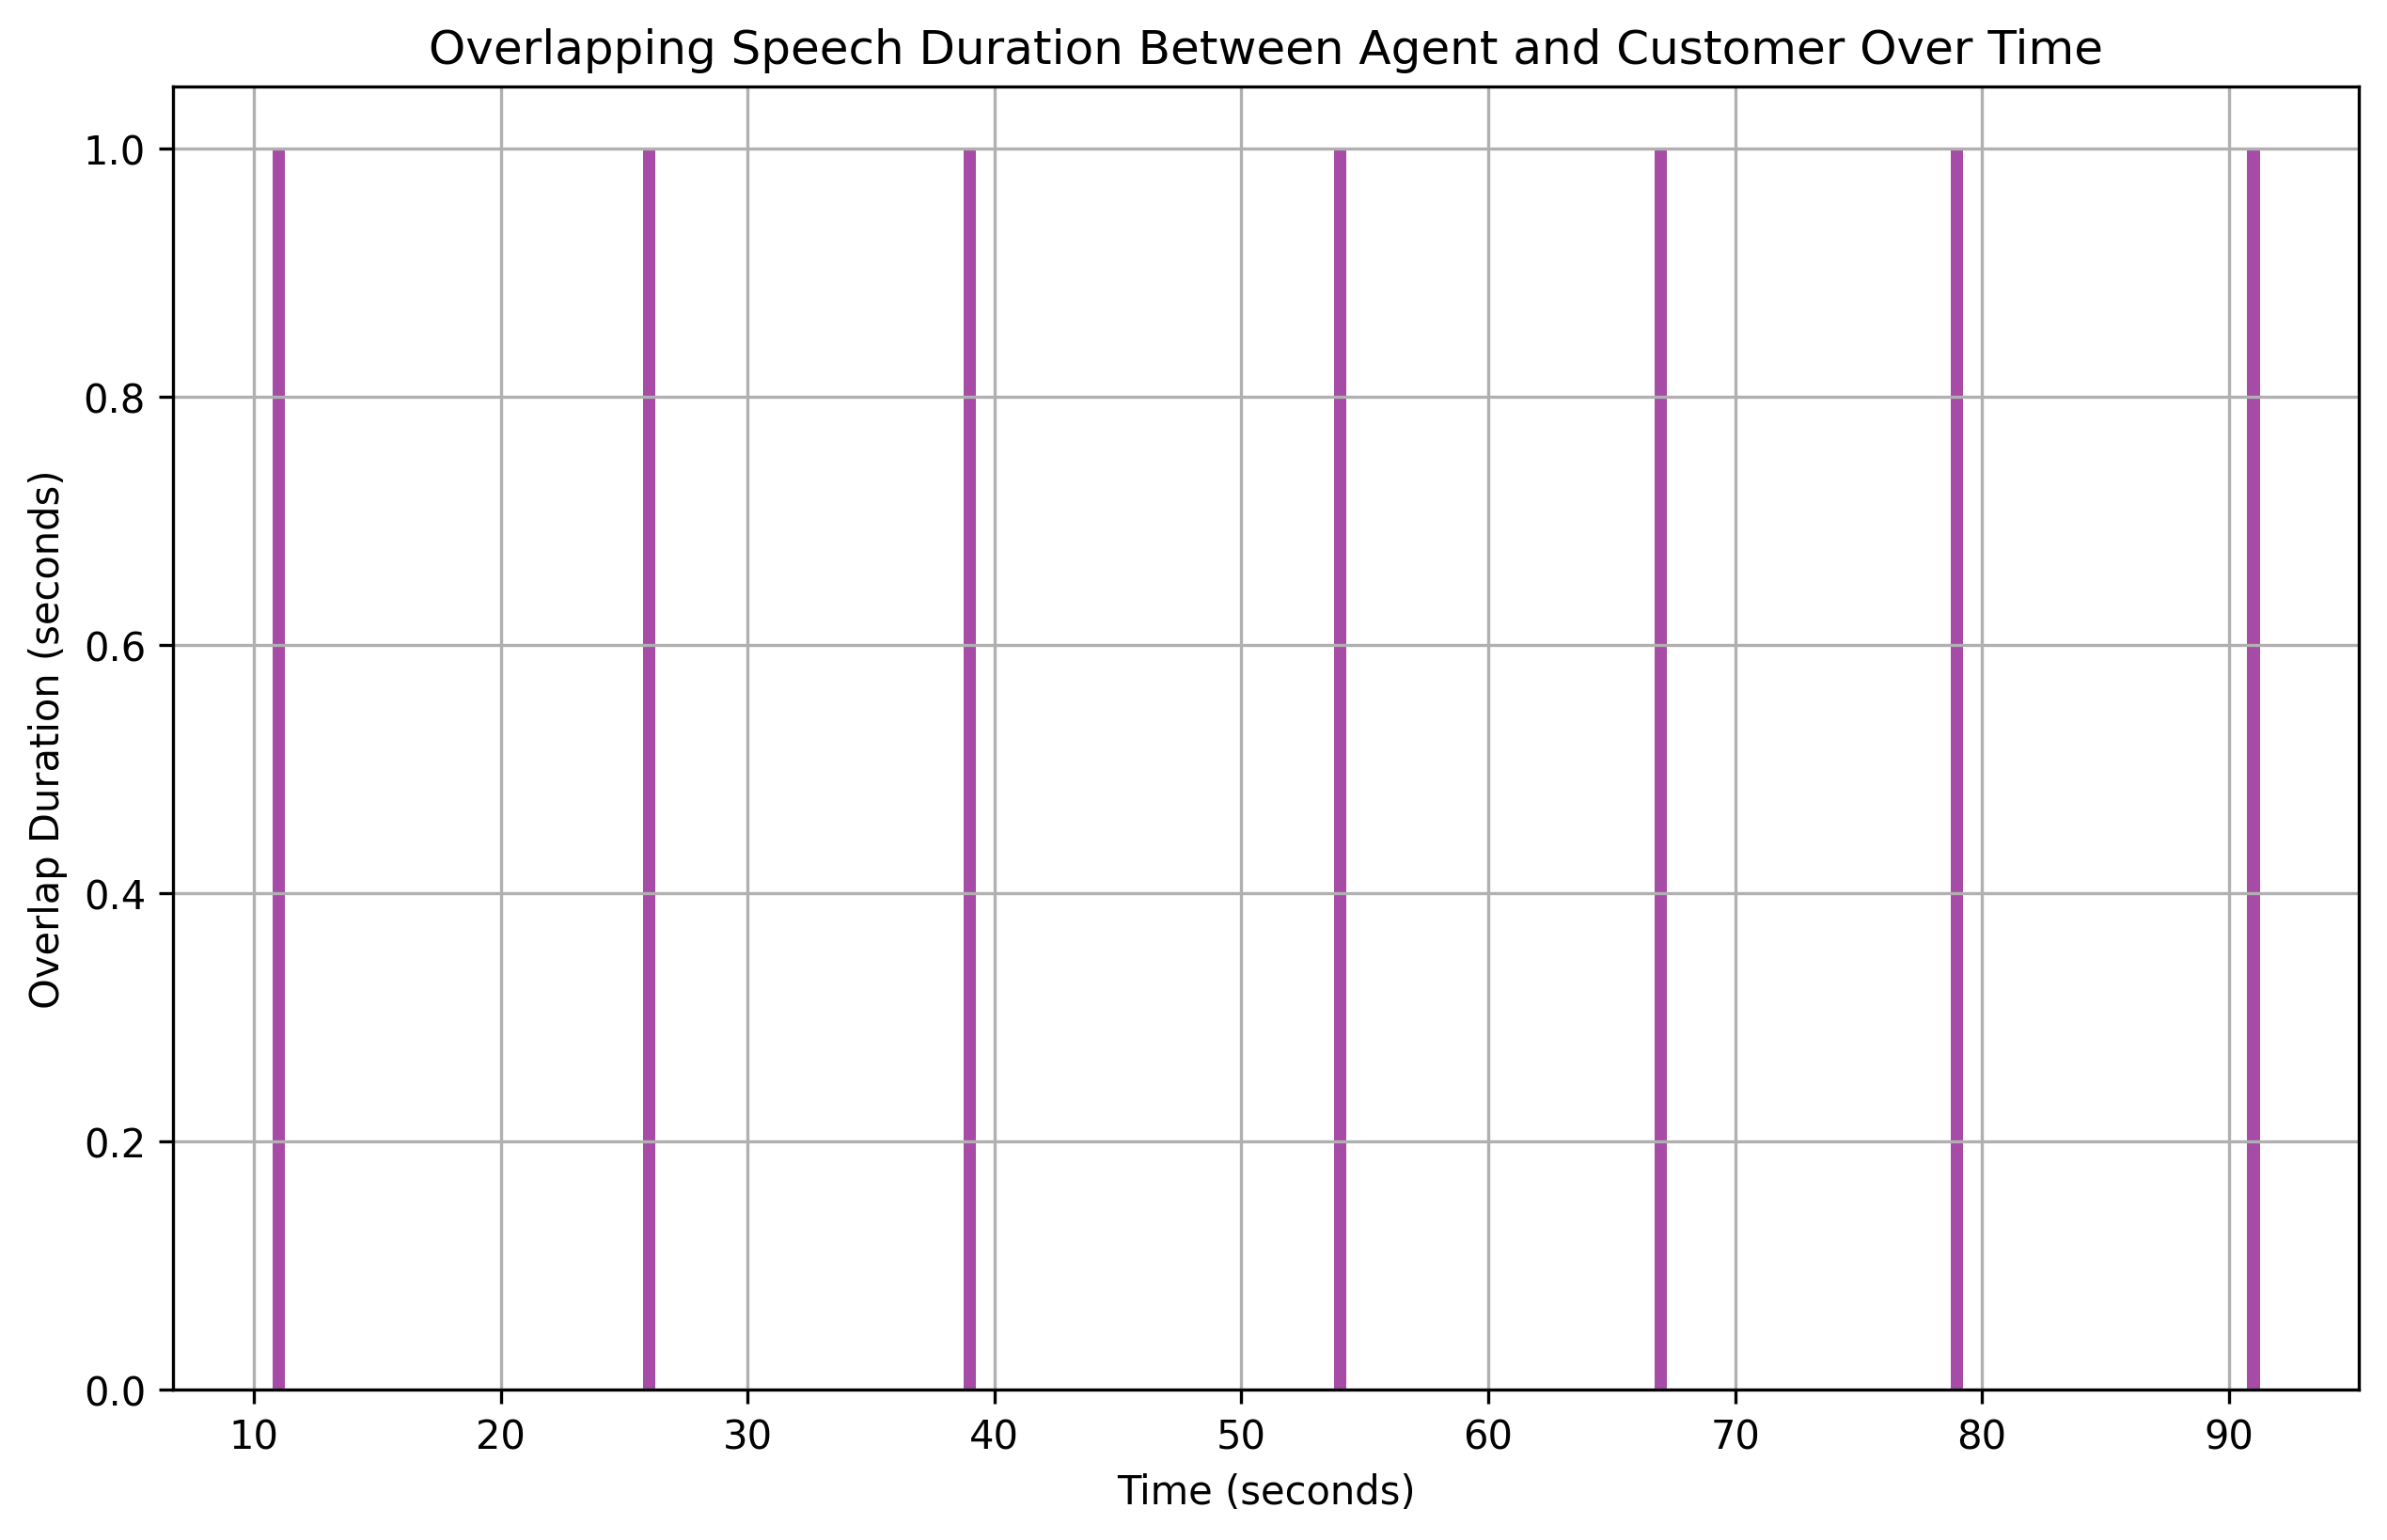 Overlapping Speech Duration Between Agent and Customer Over Time
Overlap Duration (seconds)
1.0
0.8
0.6
0.4
0.2
0.0
10 20 30 40 50 60 70 80 90
Time (seconds)